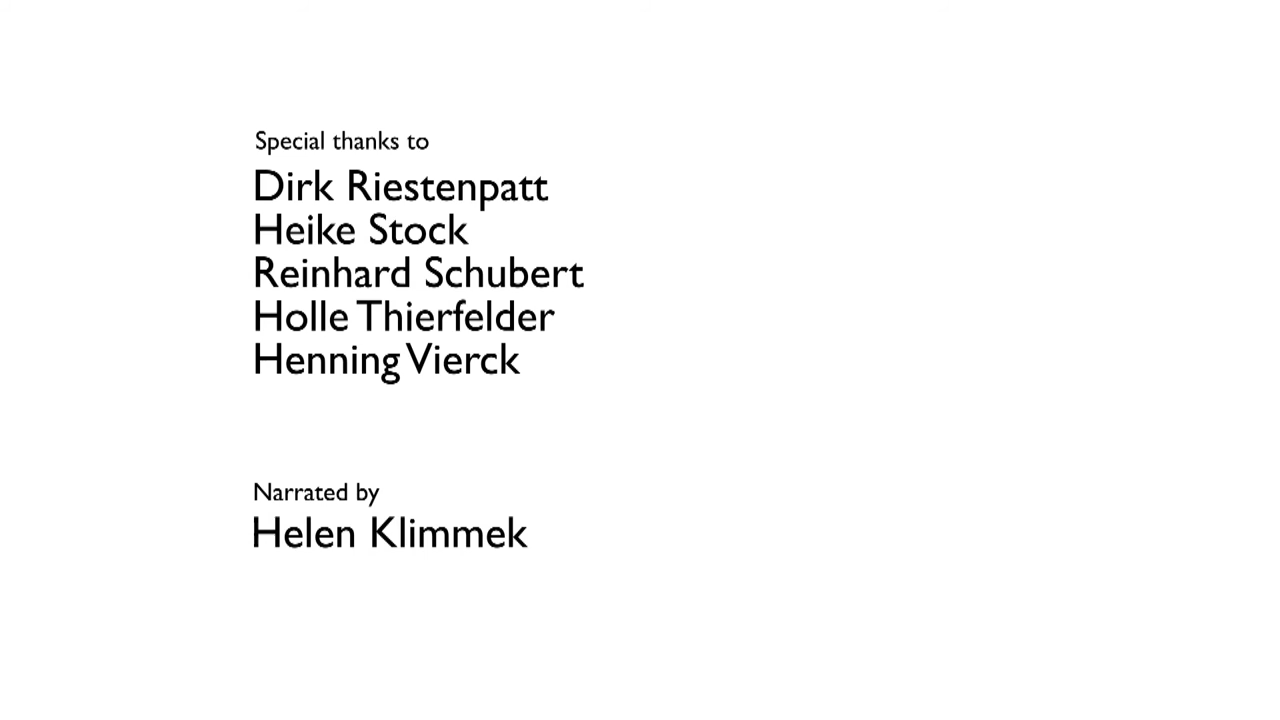 Special thanks to
Dirk Riestenpatt
Heike Stock
Reinhard Schubert
Holle Thierfelder
Henning Vierck
Narrated by
Helen Klimmek